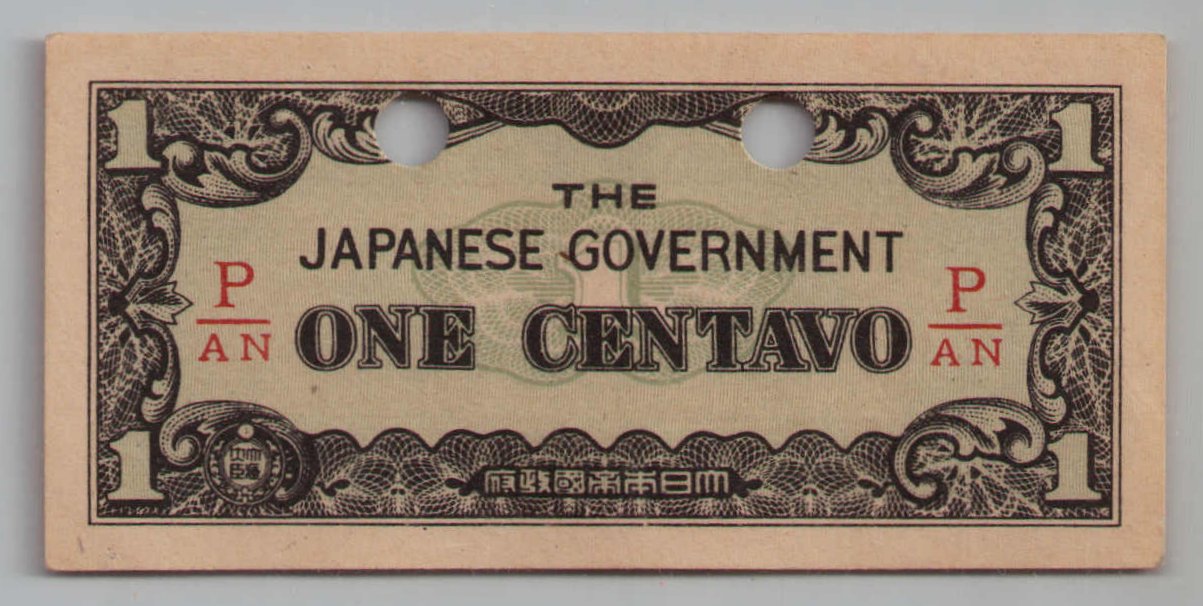 1 1
THE
JAPANESE GOVERNMENT
P
AN
ONE CENTAVO
P
AN
大日本帝國政府
1 1